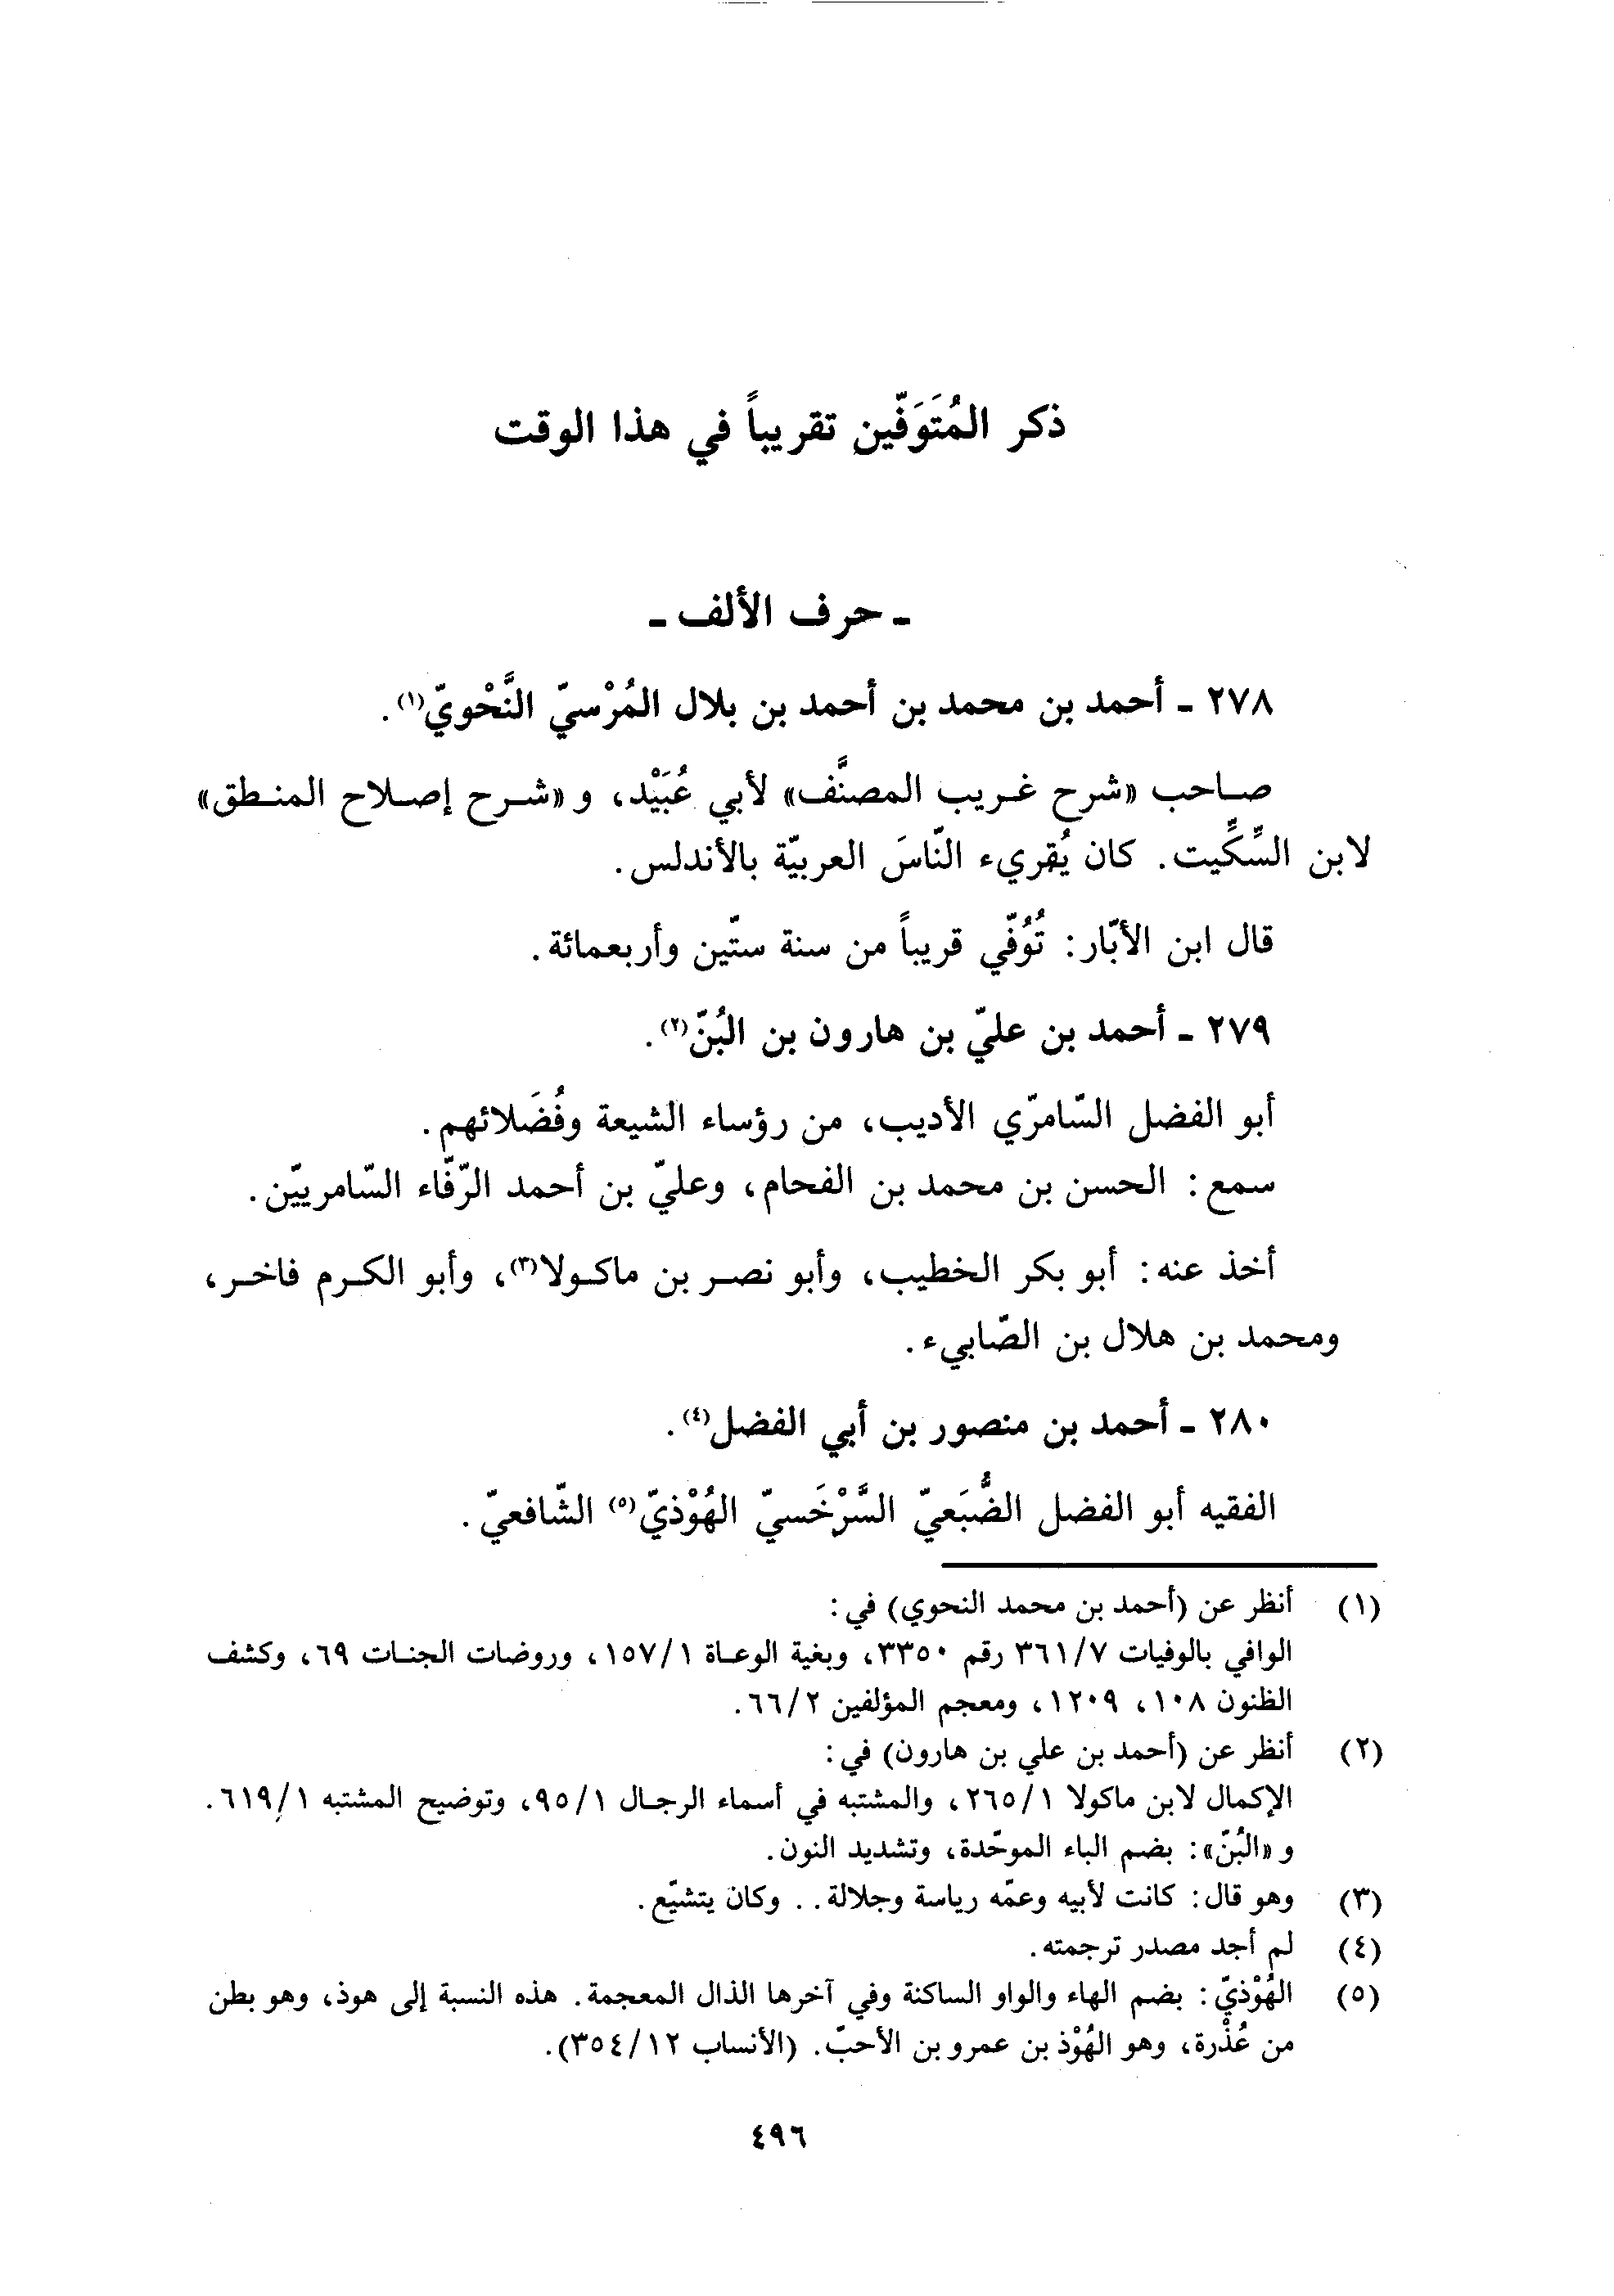 ذكر المُتَوَفّين تقريباً في هذا الوقت
ـ حرف الألف ـ
٢٧٨ ـ أحمد بن محمد بن أحمد بن بلال المُرْسيّ النَّحْويّ(١).
صاحب «شرح غريب المصنَّف» لأبي عُبَيْد، و «شرح إصلاح المنطق»
لابن السِّكِّيت. كان يُقريء النّاسَ العربيّة بالأندلس.
قال ابن الأبّار: تُوُفّي قريباً من سنة ستّين وأربعمائة.
٢٧٩ ـ أحمد بن عليّ بن هارون بن البُنّ(٢).
أبو الفضل السّامرّي الأديب، من رؤساء الشيعة وفُضَلائهم.
سمع: الحسن بن محمد بن الفحام، وعليّ بن أحمد الرّفّاء السّامريّين.
أخذ عنه: أبو بكر الخطيب، وأبو نصر بن ماكولا(٣)، وأبو الكرم فاخر،
ومحمد بن هلال بن الصّابيء.
٢٨٠ ـ أحمد بن منصور بن أبي الفضل(٤).
الفقيه أبو الفضل الضُّبَعيّ السَّرْخَسيّ الهُوْذيّ(٥) الشّافعيّ.
(١) أنظر عن (أحمد بن محمد النحوي) في:
الوافي بالوفيات ٣٦١/٧ رقم ٣٣٥٠، وبغية الوعاة ١٥٧/١، وروضات الجنات ٦٩، وكشف
الظنون ١٠٨، ١٢٠٩، ومعجم المؤلفين ٦٦/٢.
(٢) أنظر عن (أحمد بن علي بن هارون) في:
الإكمال لابن ماكولا ٢٦٥/١، والمشتبه في أسماء الرجال ٩٥/١، وتوضيح المشتبه ٦١٩/١.
و «البُنّ»: بضم الباء الموحّدة، وتشديد النون.
(٣) وهو قال: كانت لأبيه وعمّه رياسة وجلالة.. وكان يتشيّع.
(٤) لم أجد مصدر ترجمته.
(٥) الهُوْذيّ: بضم الهاء والواو الساكنة وفي آخرها الذال المعجمة. هذه النسبة إلى هوذ، وهو بطن
من عُذْرة، وهو الهُوْذ بن عمرو بن الأحبّ. (الأنساب ٣٥٤/١٢).
٤٩٦